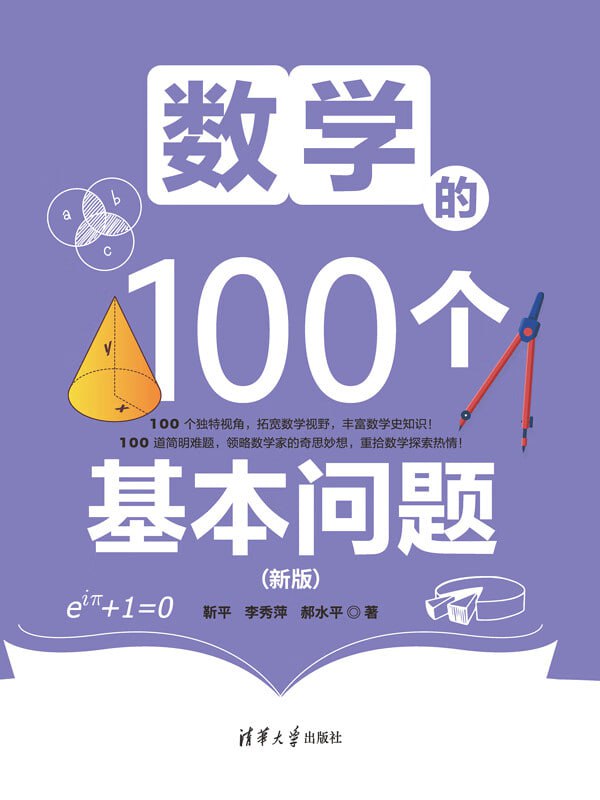 数学的
a b
c
100个
y
x
100 个独特视角，拓宽数学视野，丰富数学史知识！
100 道简明难题，领略数学家的奇思妙想，重拾数学探索热情！
基本问题
（新版）
e^{iπ}+1=0
靳平 李秀萍 郝水平 ◎ 著
清华大学出版社